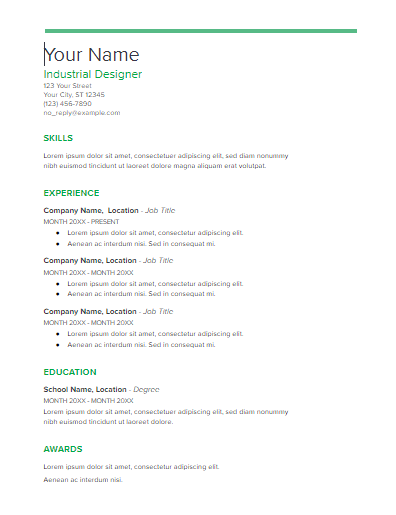 Your Name
Industrial Designer
123 Your Street
Your City, ST 12345
(123) 456-7890
no_reply@example.com
SKILLS
Lorem ipsum dolor sit amet, consectetuer adipiscing elit, sed diam nonummy
nibh euismod tincidunt ut laoreet dolore magna aliquam erat volutpat.
EXPERIENCE
Company Name, Location - Job Title
MONTH 20XX - PRESENT
● Lorem ipsum dolor sit amet, consectetur adipiscing elit.
● Aenean ac interdum nisi. Sed in consequat mi.
Company Name, Location - Job Title
MONTH 20XX - MONTH 20XX
● Lorem ipsum dolor sit amet, consectetur adipiscing elit.
● Aenean ac interdum nisi. Sed in consequat mi.
Company Name, Location - Job Title
MONTH 20XX - MONTH 20XX
● Lorem ipsum dolor sit amet, consectetur adipiscing elit.
● Aenean ac interdum nisi. Sed in consequat mi.
EDUCATION
School Name, Location - Degree
MONTH 20XX - MONTH 20XX
Lorem ipsum dolor sit amet, consectetuer adipiscing elit, sed diam nonummy
nibh euismod tincidunt ut laoreet dolore.
AWARDS
Lorem ipsum dolor sit amet, consectetur adipiscing elit.
Aenean ac interdum nisi.